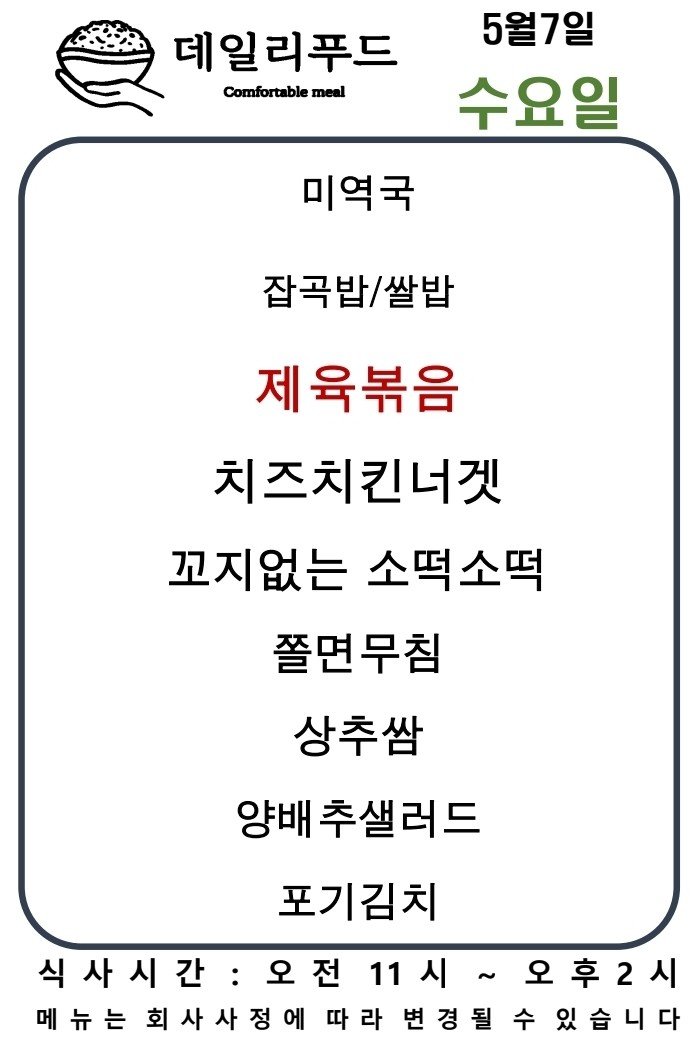 데일리푸드
Comfortable meal
5월7일
수요일
미역국
잡곡밥/쌀밥
제육볶음
치즈치킨너겟
꼬지없는 소떡소떡
쫄면무침
상추쌈
양배추샐러드
포기김치
식사시간 : 오전 11시 ~ 오후2시
메뉴는 회사사정에 따라 변경될 수 있습니다